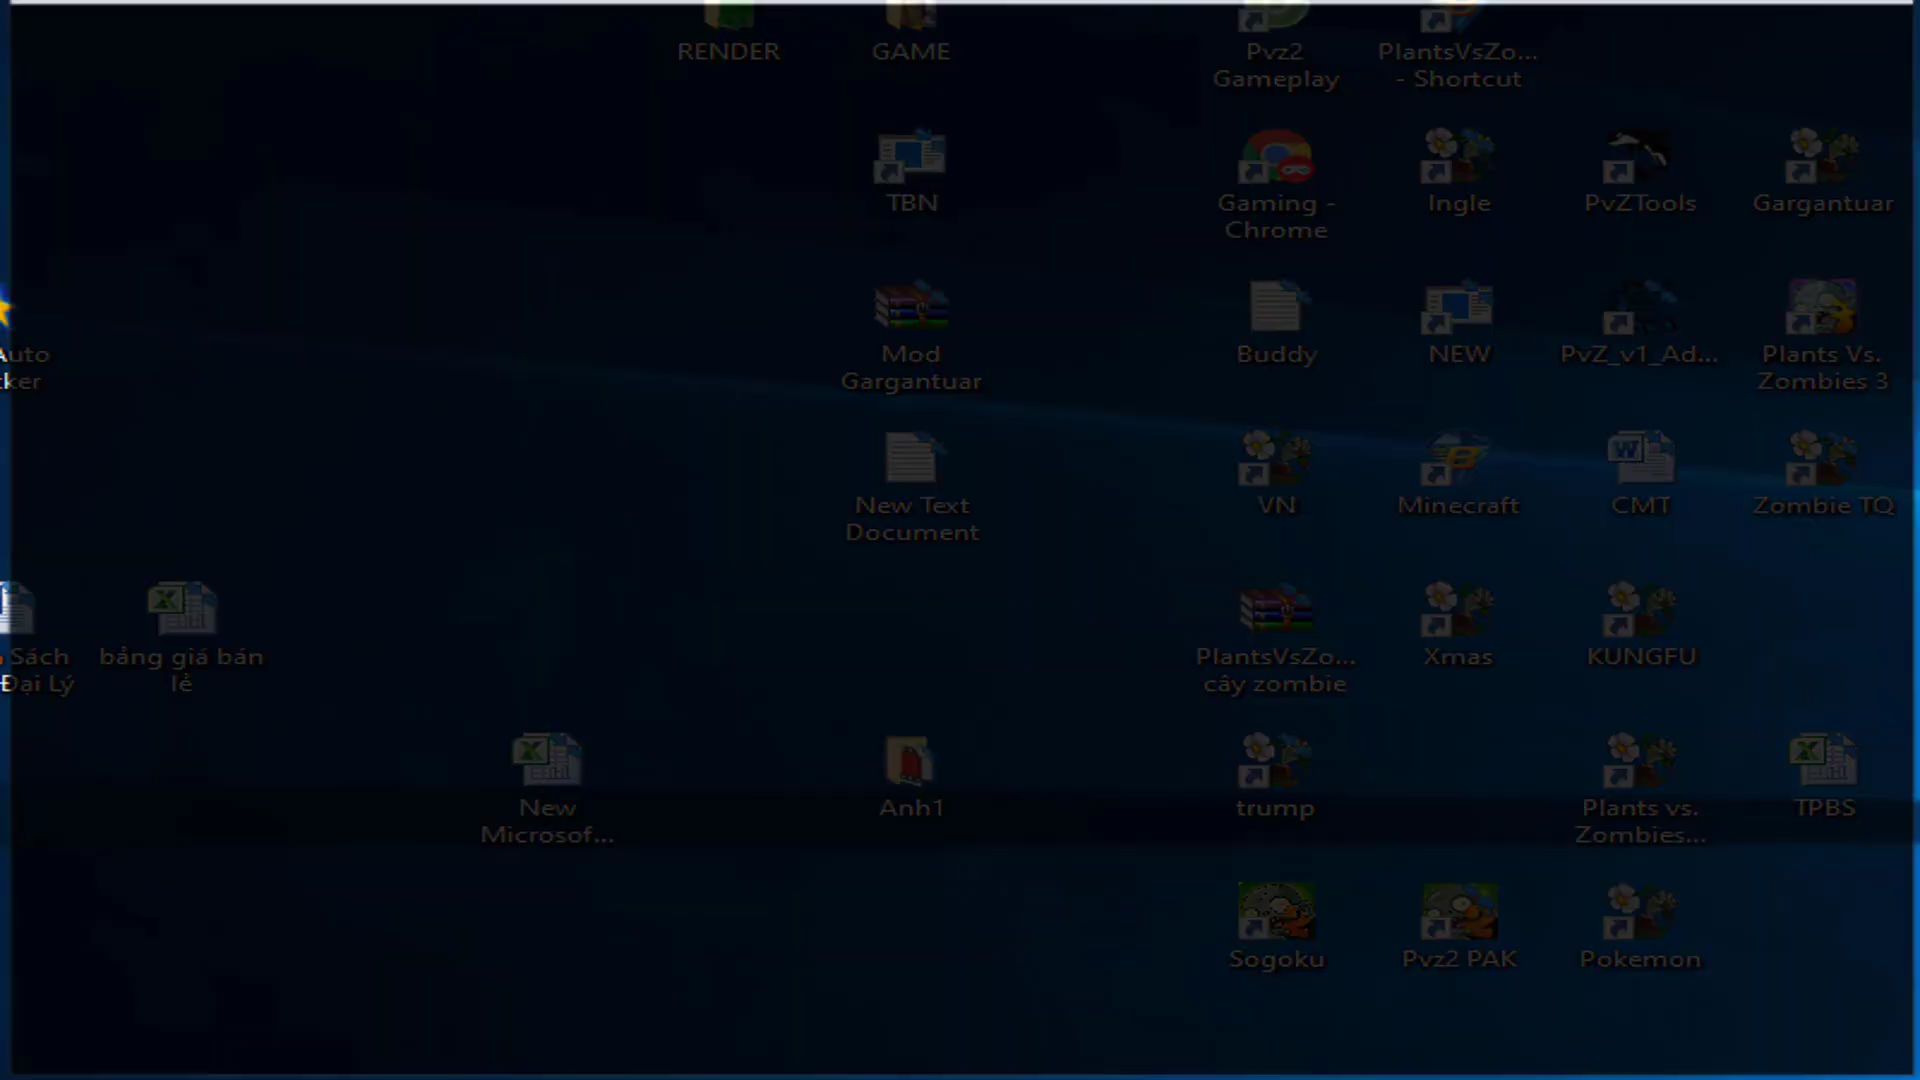 RENDER
GAME
Pvz2
Gameplay
PlantsVsZo...
- Shortcut
TBN
Gaming -
Chrome
Ingle
PvZTools
Gargantuar
Auto
ker
Mod
Gargantuar
Buddy
NEW
PvZ_v1_Ad...
Plants Vs.
Zombies 3
New Text
Document
VN
Minecraft
CMT
Zombie TQ
Sách
Đại Lý
bảng giá bán
lẻ
PlantsVsZo...
cây zombie
Xmas
KUNGFU
New
Microsof...
Anh1
trump
Plants vs.
Zombies...
TPBS
Sogoku
Pvz2 PAK
Pokemon